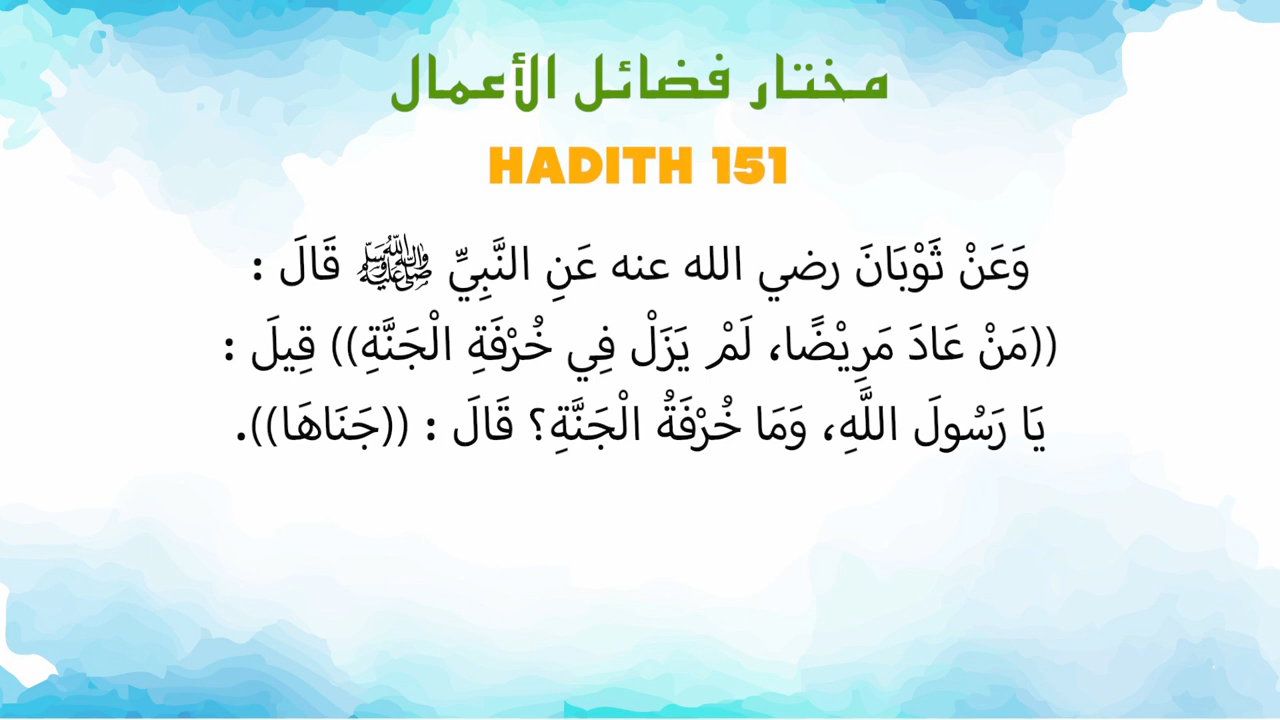 مختار فضائل الأعمال
HADITH 151
وَعَنْ ثَوْبَانَ رضي الله عنه عَنِ النَّبِيِّ ﷺ قَالَ :
((مَنْ عَادَ مَرِيْضًا، لَمْ يَزَلْ فِي خُرْفَةِ الْجَنَّةِ)) قِيلَ :
يَا رَسُولَ اللَّهِ، وَمَا خُرْفَةُ الْجَنَّةِ؟ قَالَ : ((جَنَاهَا)).